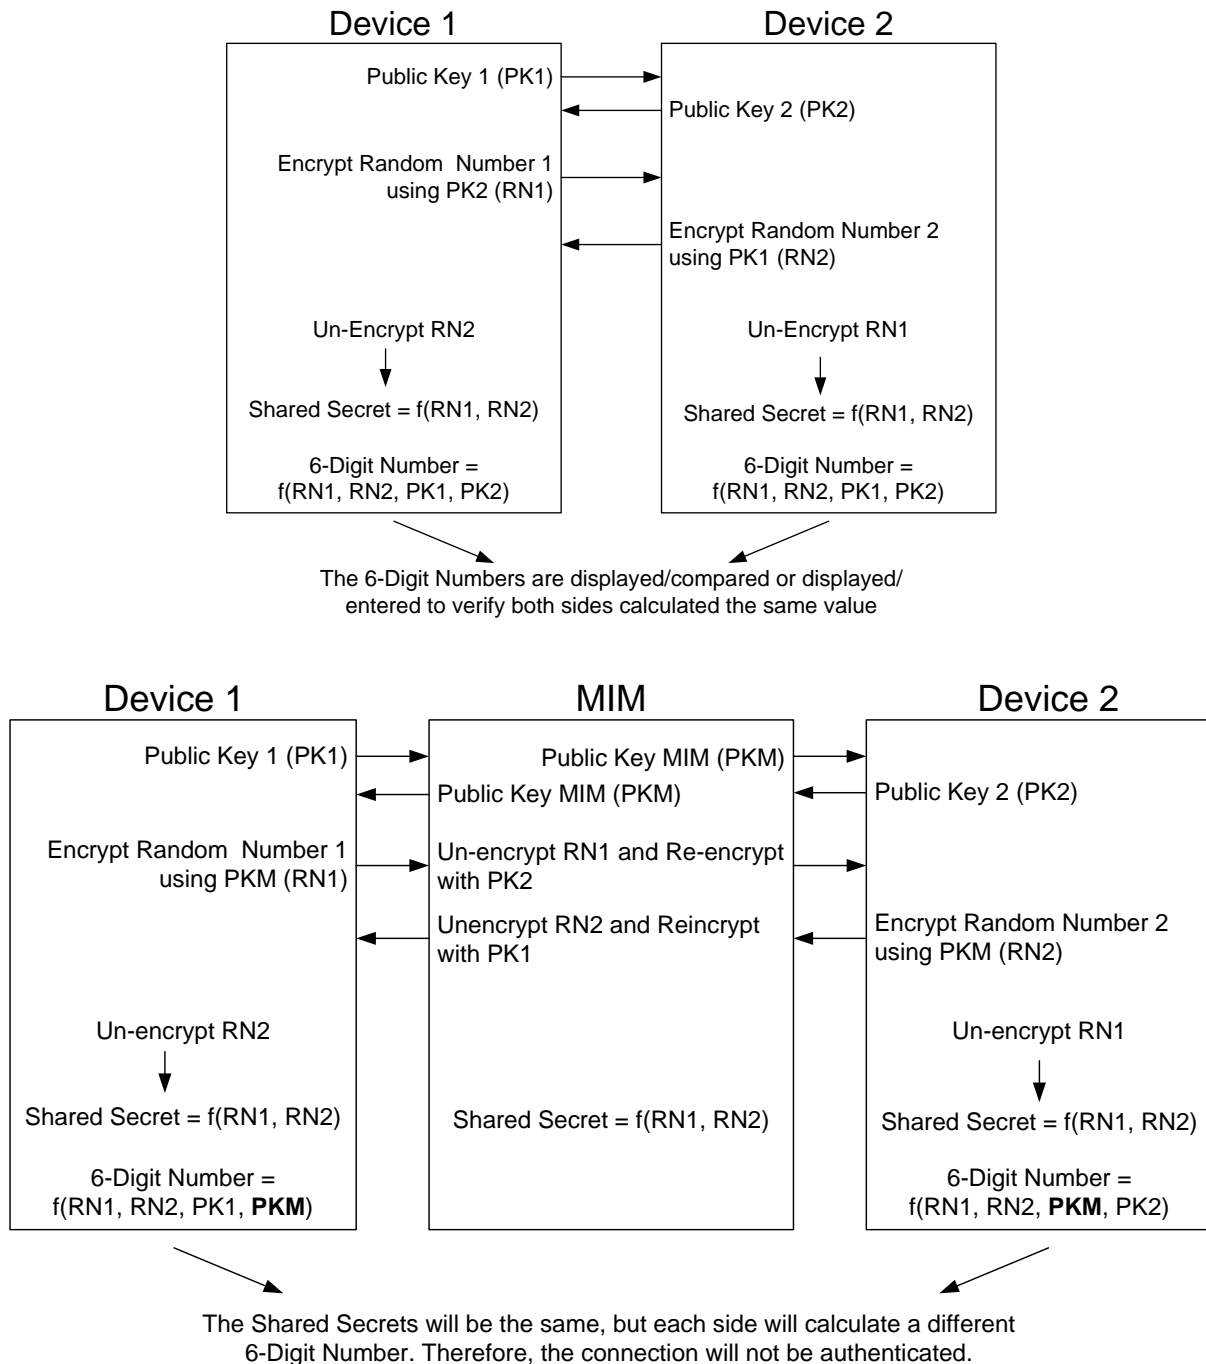 Device 1
Device 2
Public Key 1 (PK1)
Public Key 2 (PK2)
Encrypt Random Number 1
using PK2 (RN1)
Encrypt Random Number 2
using PK1 (RN2)
Un-Encrypt RN2
Un-Encrypt RN1
Shared Secret = f(RN1, RN2)
Shared Secret = f(RN1, RN2)
6-Digit Number =
f(RN1, RN2, PK1, PK2)
6-Digit Number =
f(RN1, RN2, PK1, PK2)
The 6-Digit Numbers are displayed/compared or displayed/
entered to verify both sides calculated the same value
Device 1
MIM
Device 2
Public Key 1 (PK1)
Public Key MIM (PKM)
Public Key MIM (PKM)
Public Key 2 (PK2)
Encrypt Random Number 1
using PKM (RN1)
Un-encrypt RN1 and Re-encrypt
with PK2
Unencrypt RN2 and Reincrypt
with PK1
Encrypt Random Number 2
using PKM (RN2)
Un-encrypt RN2
Un-encrypt RN1
Shared Secret = f(RN1, RN2)
Shared Secret = f(RN1, RN2)
Shared Secret = f(RN1, RN2)
6-Digit Number =
f(RN1, RN2, PK1, PKM)
6-Digit Number =
f(RN1, RN2, PKM, PK2)
The Shared Secrets will be the same, but each side will calculate a different
6-Digit Number. Therefore, the connection will not be authenticated.